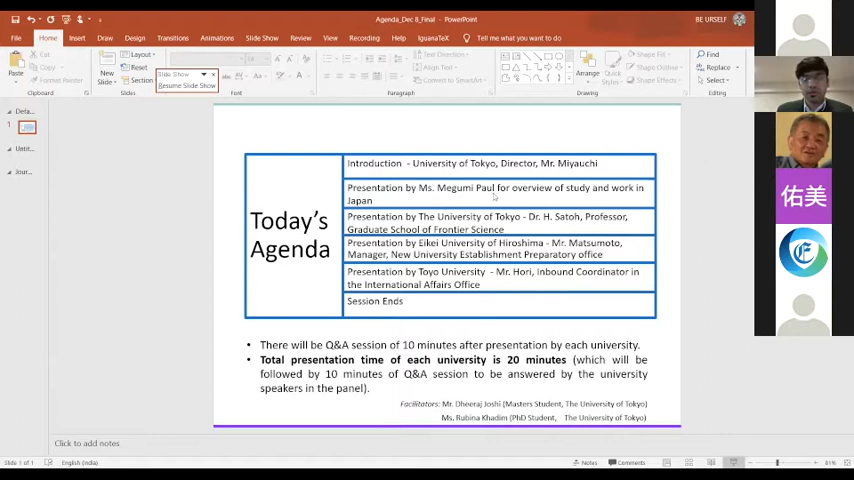 Agenda_Dec 8_Final - PowerPoint
BE URSELF
File Home Insert Draw Design Transitions Animations Slide Show Review View Recording Help IguanaTeX Tell me what you want to do
Cut
Copy
Format Painter
Paste
Clipboard
New
Slide
Layout
Reset
Section
Slide Show
Resume Slide Show
Paragraph
Text Direction
Align Text
Convert to SmartArt
Arrange
Quick
Styles
Shape Fill
Shape Outline
Shape Effects
Drawing
Find
Replace
Select
Editing
Defa...
1
Untit...
Jour...
Today's
Agenda
Introduction - University of Tokyo, Director, Mr. Miyauchi
Presentation by Ms. Megumi Paul for overview of study and work in
Japan
Presentation by The University of Tokyo - Dr. H. Satoh, Professor,
Graduate School of Frontier Science
Presentation by Eikei University of Hiroshima - Mr. Matsumoto,
Manager, New University Establishment Preparatory office
Presentation by Toyo University - Mr. Hori, Inbound Coordinator in
the International Affairs Office
Session Ends
• There will be Q&A session of 10 minutes after presentation by each university.
• Total presentation time of each university is 20 minutes (which will be
followed by 10 minutes of Q&A session to be answered by the university
speakers in the panel).
Facilitators: Mr. Dheeraj Joshi (Masters Student, The University of Tokyo)
Ms. Rubina Khadim (PhD Student, The University of Tokyo)
佑美
Click to add notes
Slide 1 of 1 English (India) Notes Comments 81%